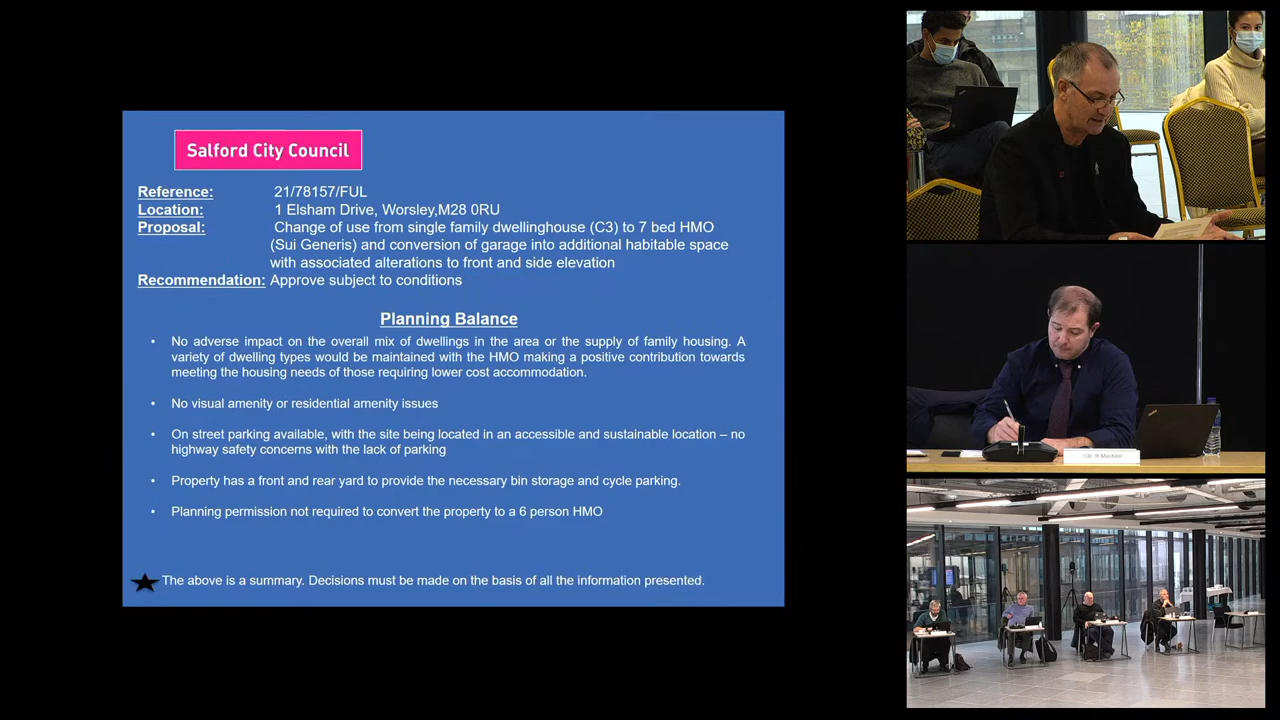 Salford City Council
Reference: 21/78157/FUL
Location: 1 Elsham Drive, Worsley,M28 0RU
Proposal: Change of use from single family dwellinghouse (C3) to 7 bed HMO
(Sui Generis) and conversion of garage into additional habitable space
with associated alterations to front and side elevation
Recommendation: Approve subject to conditions
Planning Balance
• No adverse impact on the overall mix of dwellings in the area or the supply of family housing. A
variety of dwelling types would be maintained with the HMO making a positive contribution towards
meeting the housing needs of those requiring lower cost accommodation.
• No visual amenity or residential amenity issues
• On street parking available, with the site being located in an accessible and sustainable location – no
highway safety concerns with the lack of parking
• Property has a front and rear yard to provide the necessary bin storage and cycle parking.
• Planning permission not required to convert the property to a 6 person HMO
The above is a summary. Decisions must be made on the basis of all the information presented.